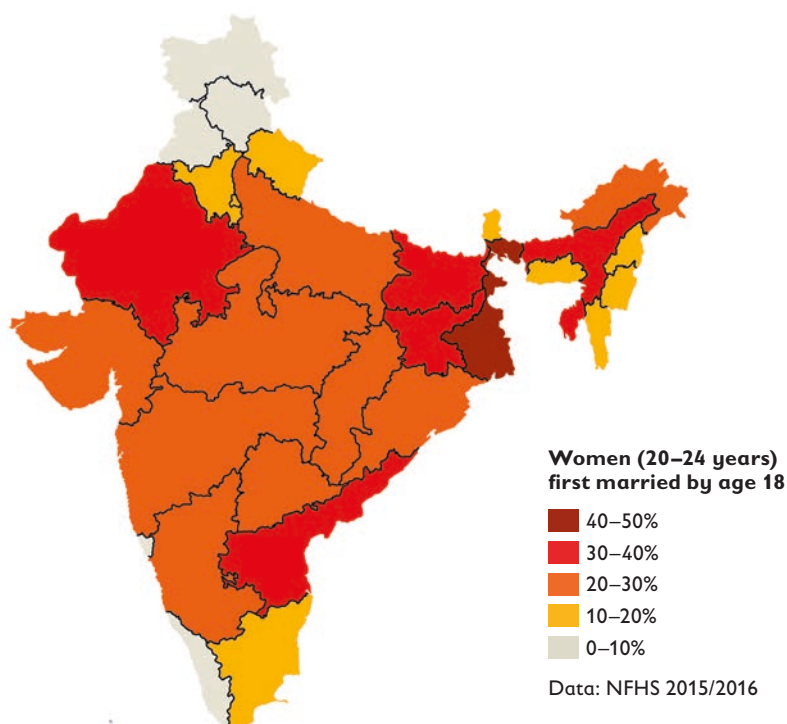 Women (20–24 years)
first married by age 18
40–50%
30–40%
20–30%
10–20%
0–10%
Data: NFHS 2015/2016